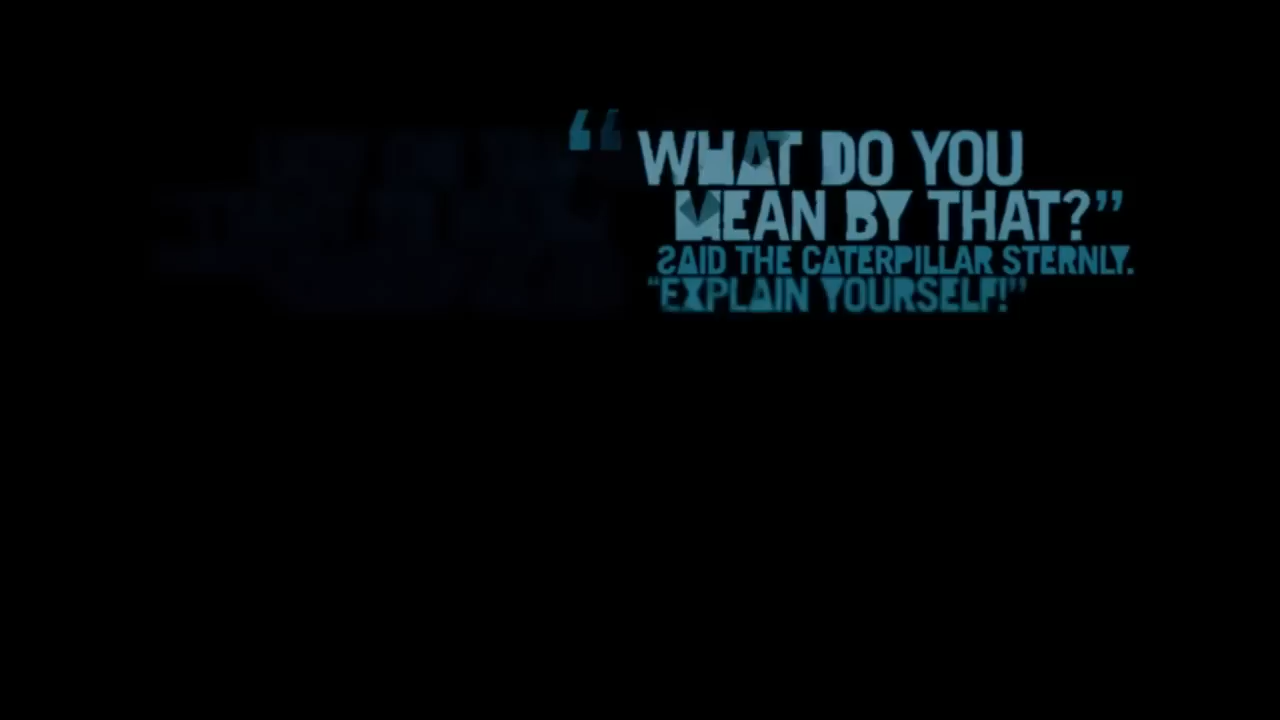 “WHAT DO YOU
MEAN BY THAT?”
SAID THE CATERPILLAR STERNLY.
“EXPLAIN YOURSELF!”